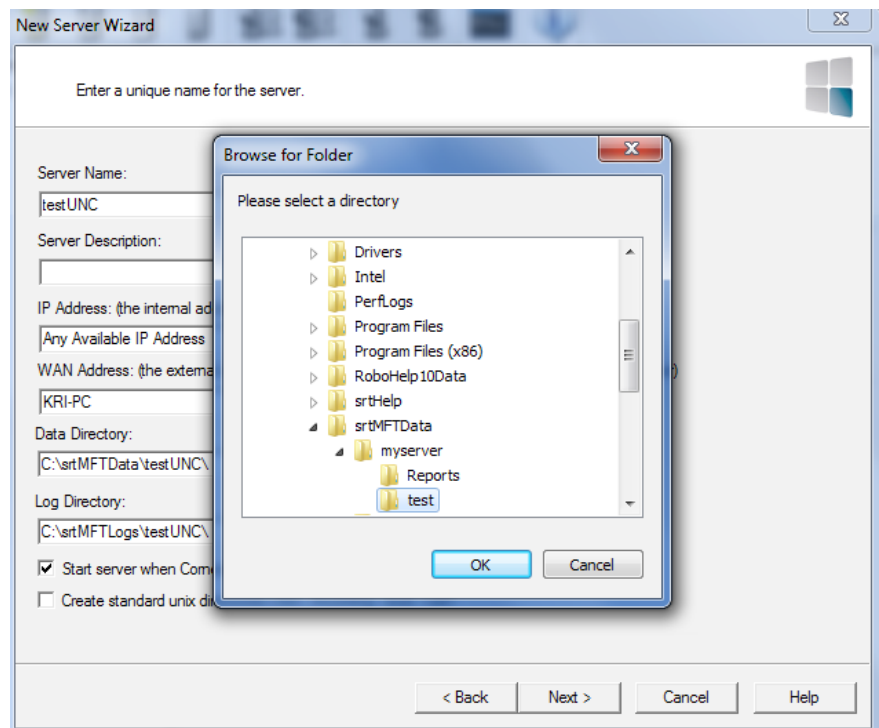 New Server Wizard
Enter a unique name for the server.
Browse for Folder
Please select a directory
Server Name:
testUNC
Server Description:
IP Address: (the internal ad
Any Available IP Address
WAN Address: (the externa
)
KRI-PC
Data Directory:
C:\srtMFTData\testUNC\
Log Directory:
C:\srtMFTLogs\testUNC\
Start server when Com
Create standard unix di
Drivers
Intel
PerfLogs
Program Files
Program Files (x86)
RoboHelp10Data
srtHelp
srtMFTData
myserver
Reports
test
OK Cancel
< Back Next > Cancel Help